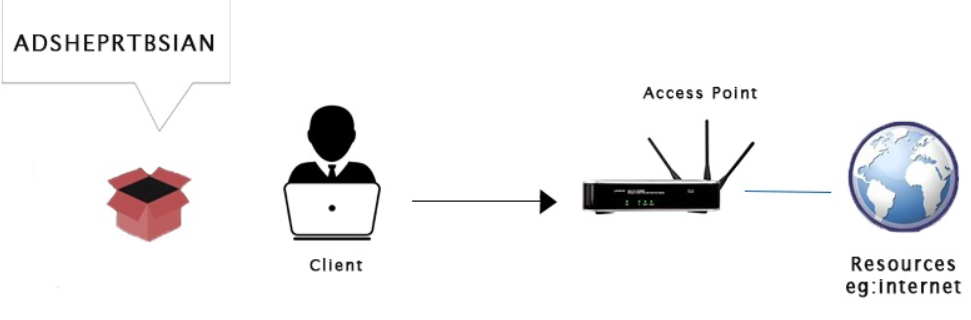 ADSHEPRTBSIAN
Access Point
Client
Resources
eg:internet